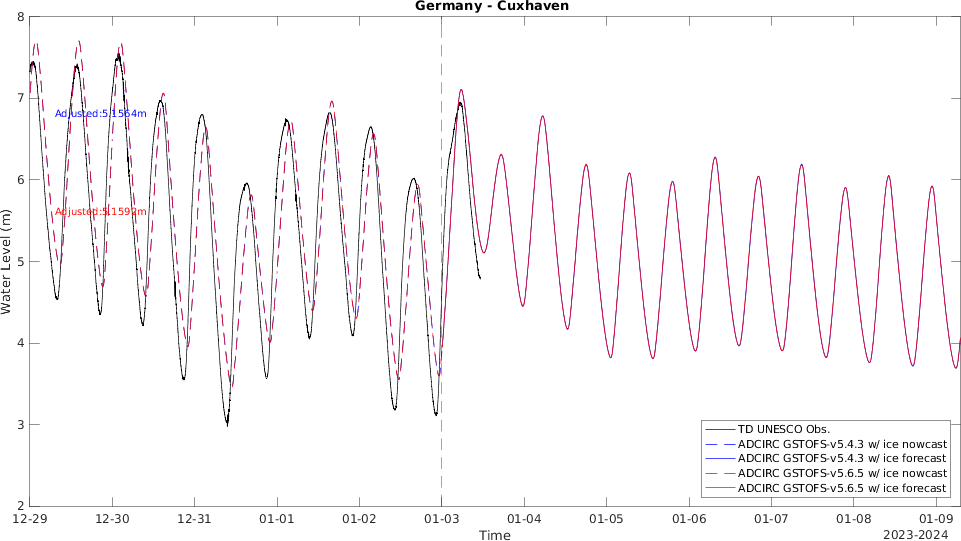 Germany - Cuxhaven
8
7
6
5
4
3
2
Water Level (m)
Adjusted:5.1564m
Adjusted:5.1592m
TD UNESCO Obs.
ADCIRC GSTOFS-v5.4.3 w/ ice nowcast
ADCIRC GSTOFS-v5.4.3 w/ ice forecast
ADCIRC GSTOFS-v5.6.5 w/ ice nowcast
ADCIRC GSTOFS-v5.6.5 w/ ice forecast
12-29 12-30 12-31 01-01 01-02 01-03 01-04 01-05 01-06 01-07 01-08 01-09
Time
2023-2024